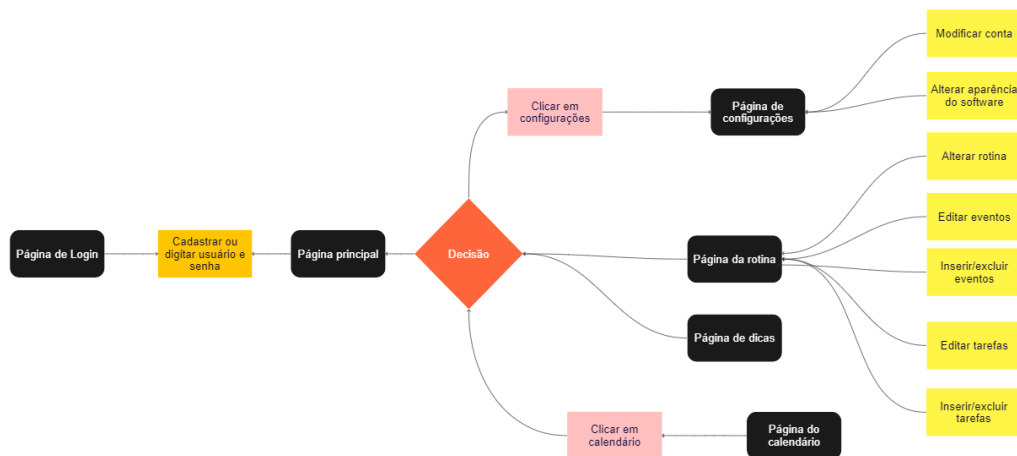 Modificar conta
Clicar em
configurações
Página de
configurações
Alterar aparência
do software
Alterar rotina
Editar eventos
Página de Login
Cadastrar ou
digitar usuário e
senha
Página principal
Decisão
Página da rotina
Inserir/excluir
eventos
Página de dicas
Editar tarefas
Inserir/excluir
tarefas
Clicar em
calendário
Página do
calendário